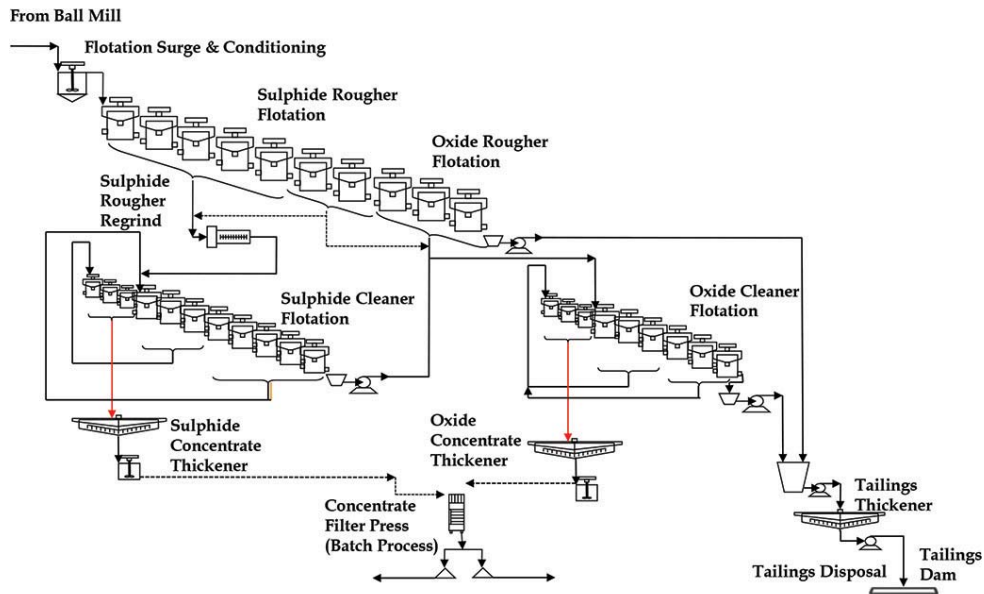 From Ball Mill
Flotation Surge & Conditioning
Sulphide Rougher
Flotation
Oxide Rougher
Flotation
Sulphide
Rougher
Regrind
Sulphide Cleaner
Flotation
Oxide Cleaner
Flotation
Sulphide
Concentrate
Thickener
Oxide
Concentrate
Thickener
Concentrate
Filter Press
(Batch Process)
Tailings
Thickener
Tailings Disposal
Tailings
Dam